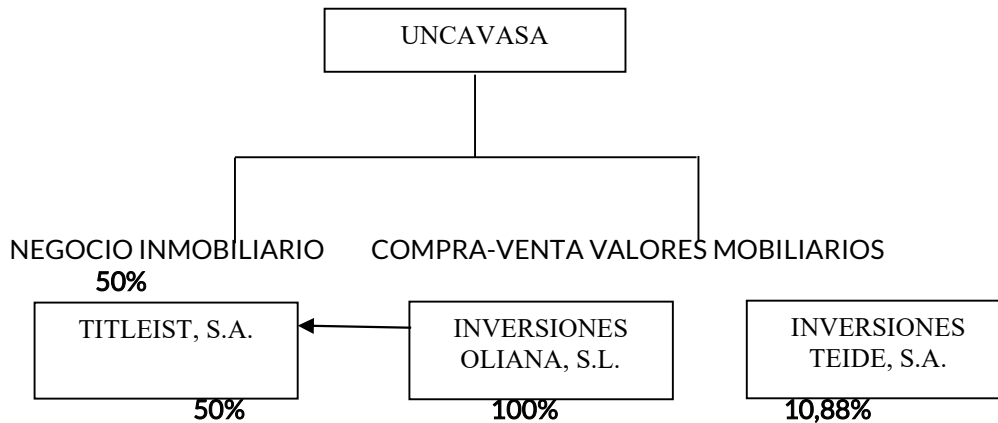 UNCAVASA
NEGOCIO INMOBILIARIO COMPRA-VENTA VALORES MOBILIARIOS
50%
TITLEIST, S.A.
INVERSIONES
OLIANA, S.L.
INVERSIONES
TEIDE, S.A.
50% 100% 10,88%